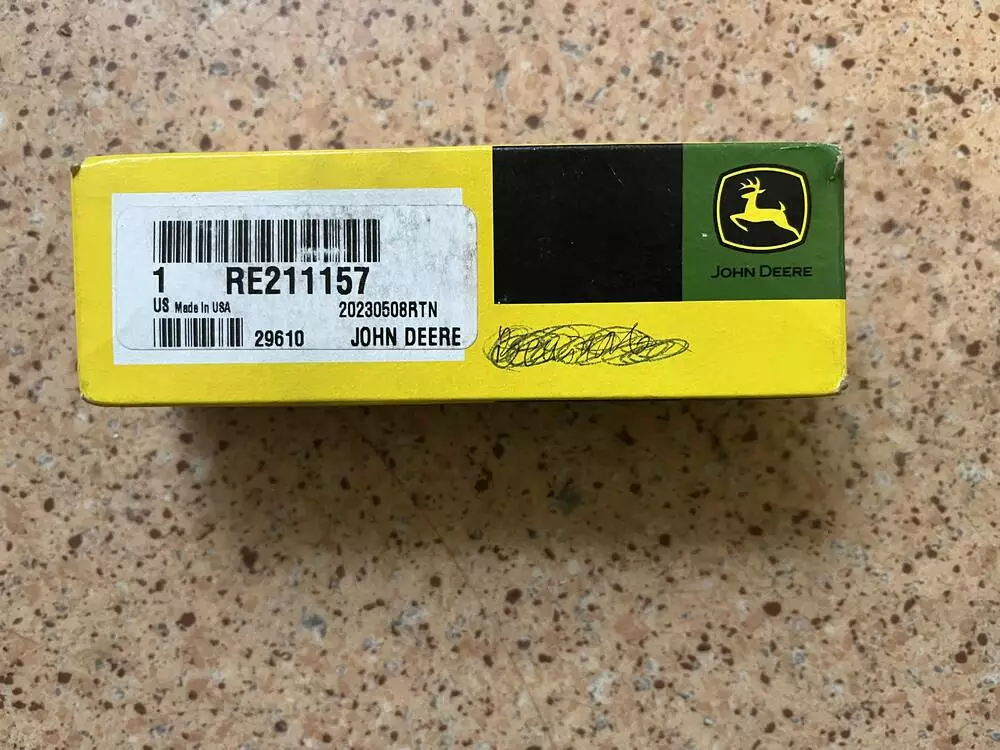 1 RE211157
US Made In USA 20230508RTN
29610 JOHN DEERE
JOHN DEERE